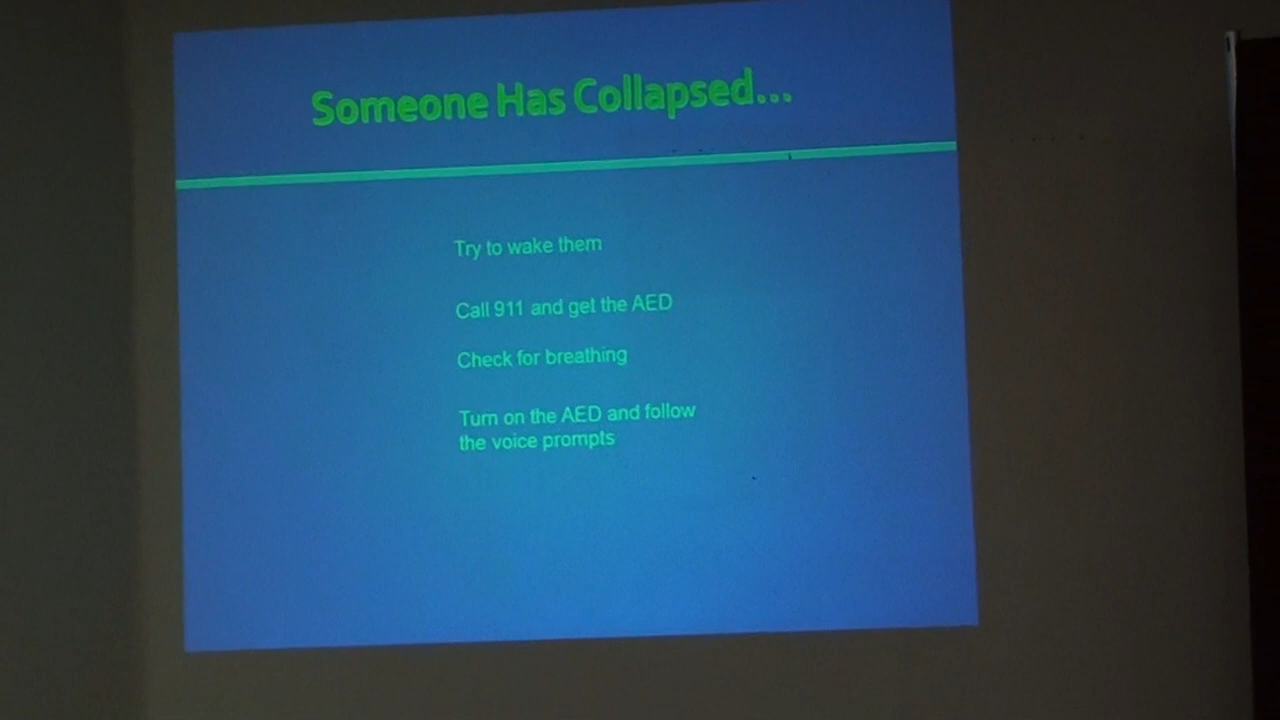 Someone Has Collapsed...
Try to wake them
Call 911 and get the AED
Check for breathing
Turn on the AED and follow
the voice prompts